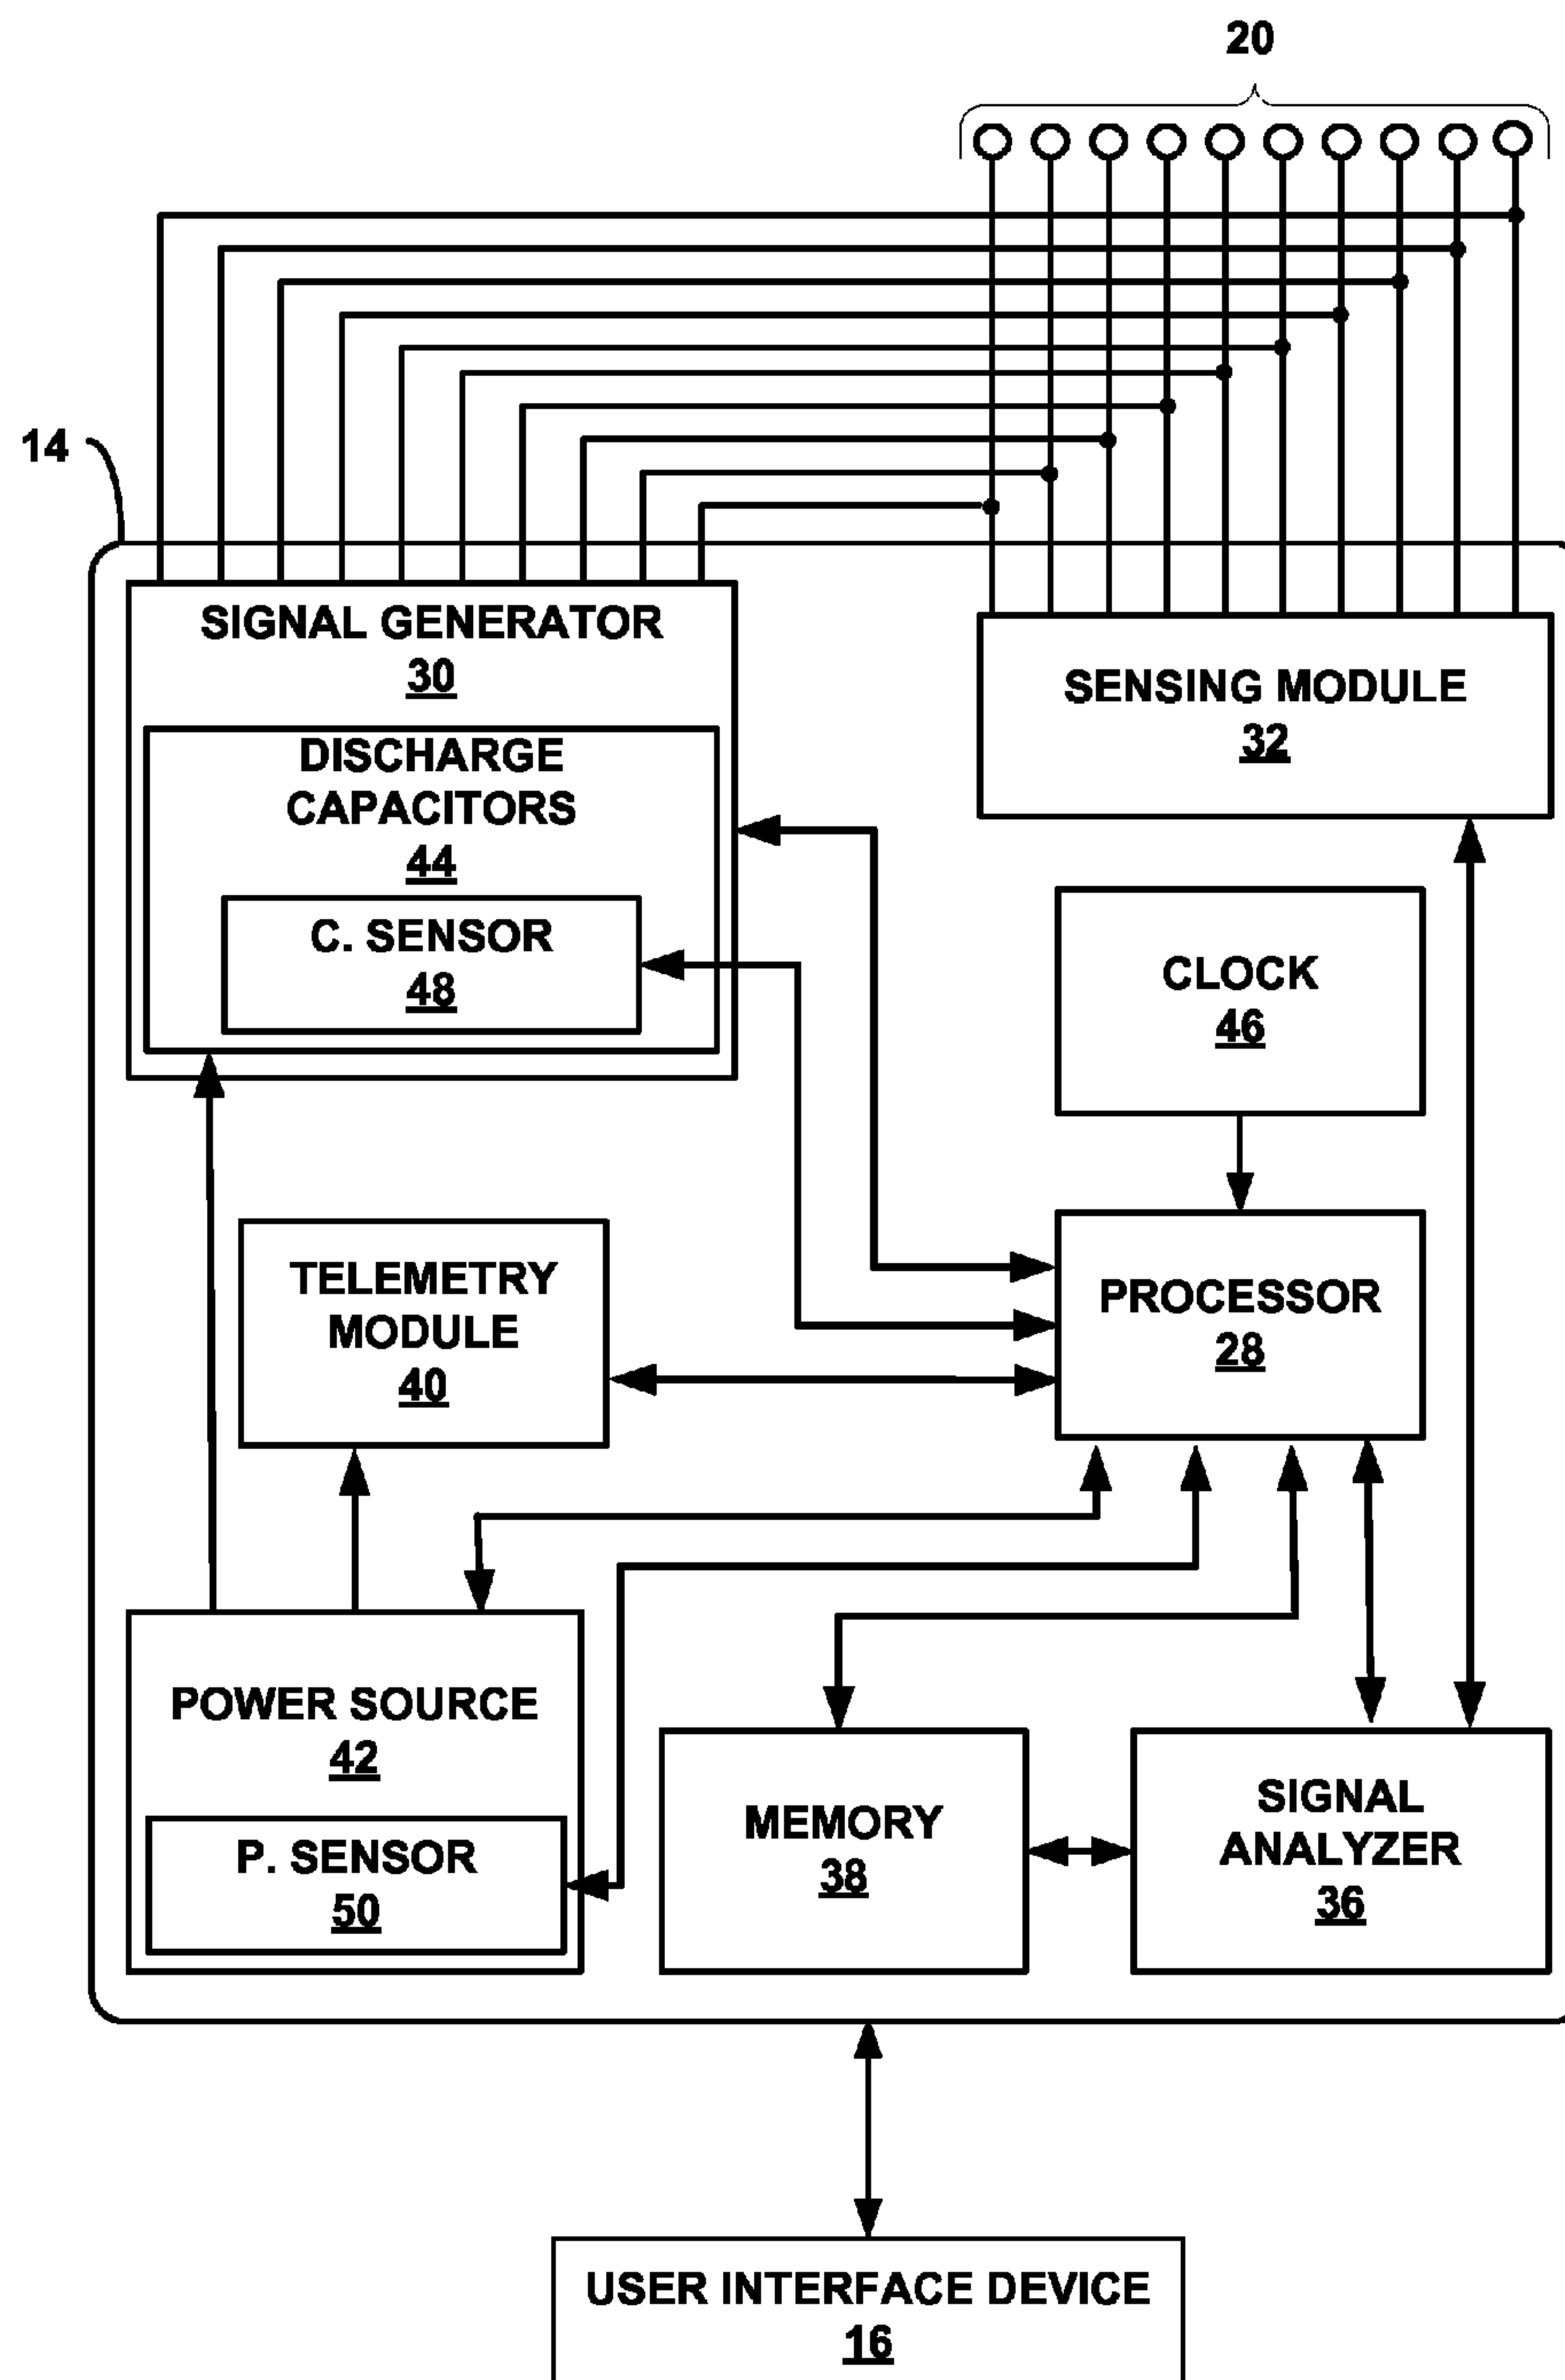 20
14
SIGNAL GENERATOR
30
DISCHARGE
CAPACITORS
44
C. SENSOR
48
SENSING MODULE
32
CLOCK
46
TELEMETRY
MODULE
40
PROCESSOR
28
POWER SOURCE
42
P. SENSOR
50
MEMORY
38
SIGNAL
ANALYZER
36
USER INTERFACE DEVICE
16